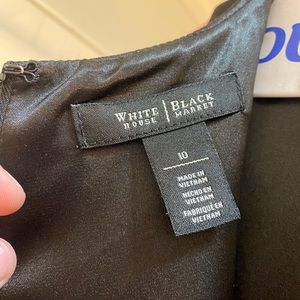 WHITE | BLACK
HOUSE | MARKET
10
MADE IN
VIETNAM
HECHO EN
VIETNAM
FABRIQUÉ EN
VIETNAM